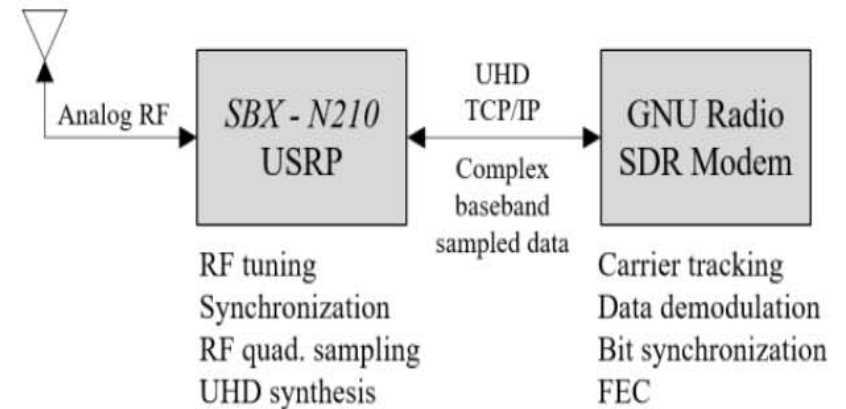 Analog RF
SBX - N210
USRP
UHD
TCP/IP
Complex
baseband
sampled data
GNU Radio
SDR Modem
RF tuning
Synchronization
RF quad. sampling
UHD synthesis
Carrier tracking
Data demodulation
Bit synchronization
FEC